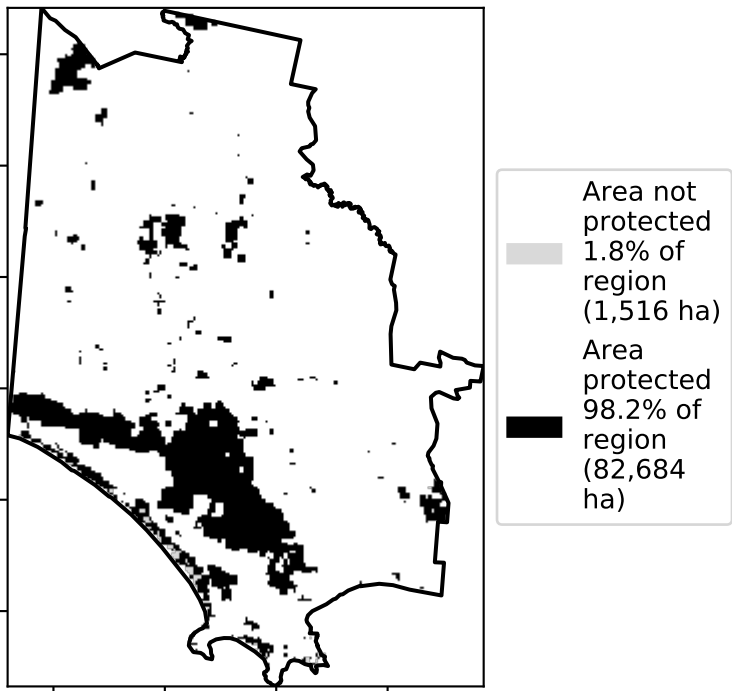 Area not
protected
1.8% of
region
(1,516 ha)
Area
protected
98.2% of
region
(82,684
ha)